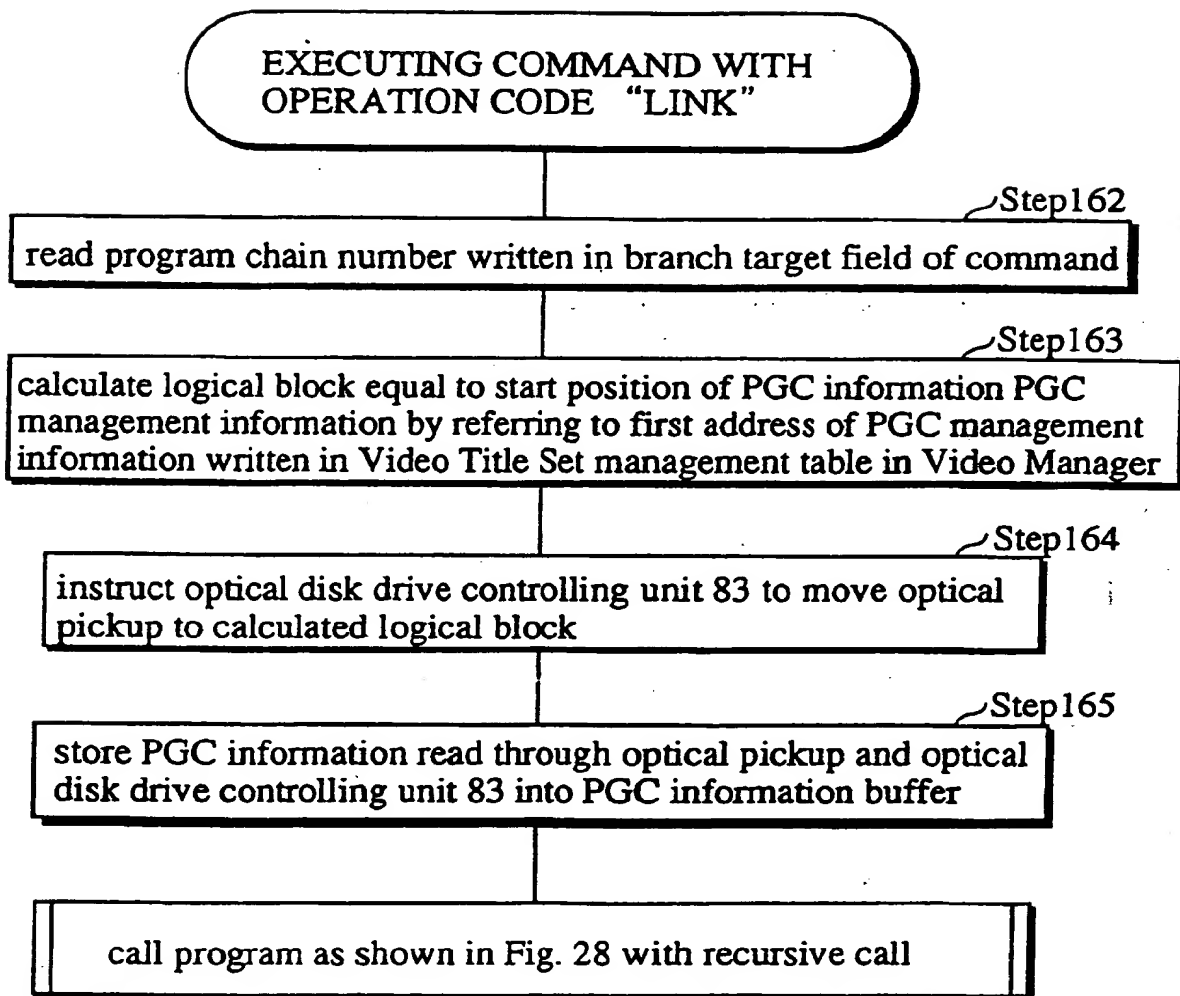 EXECUTING COMMAND WITH
OPERATION CODE “LINK”
Step162
read program chain number written in branch target field of command
Step163
calculate logical block equal to start position of PGC information PGC
management information by referring to first address of PGC management
information written in Video Title Set management table in Video Manager
Step164
instruct optical disk drive controlling unit 83 to move optical
pickup to calculated logical block
Step165
store PGC information read through optical pickup and optical
disk drive controlling unit 83 into PGC information buffer
call program as shown in Fig. 28 with recursive call